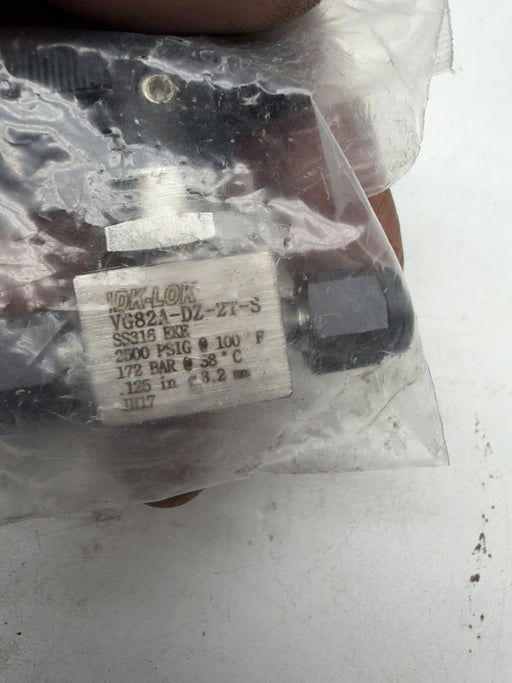 DK-LOK
VG82A-DZ-2T-S
SS316 EKE
2500 PSIG @ 100 °F
172 BAR @ 38 °C
.125 in 3.2 mm
JH17